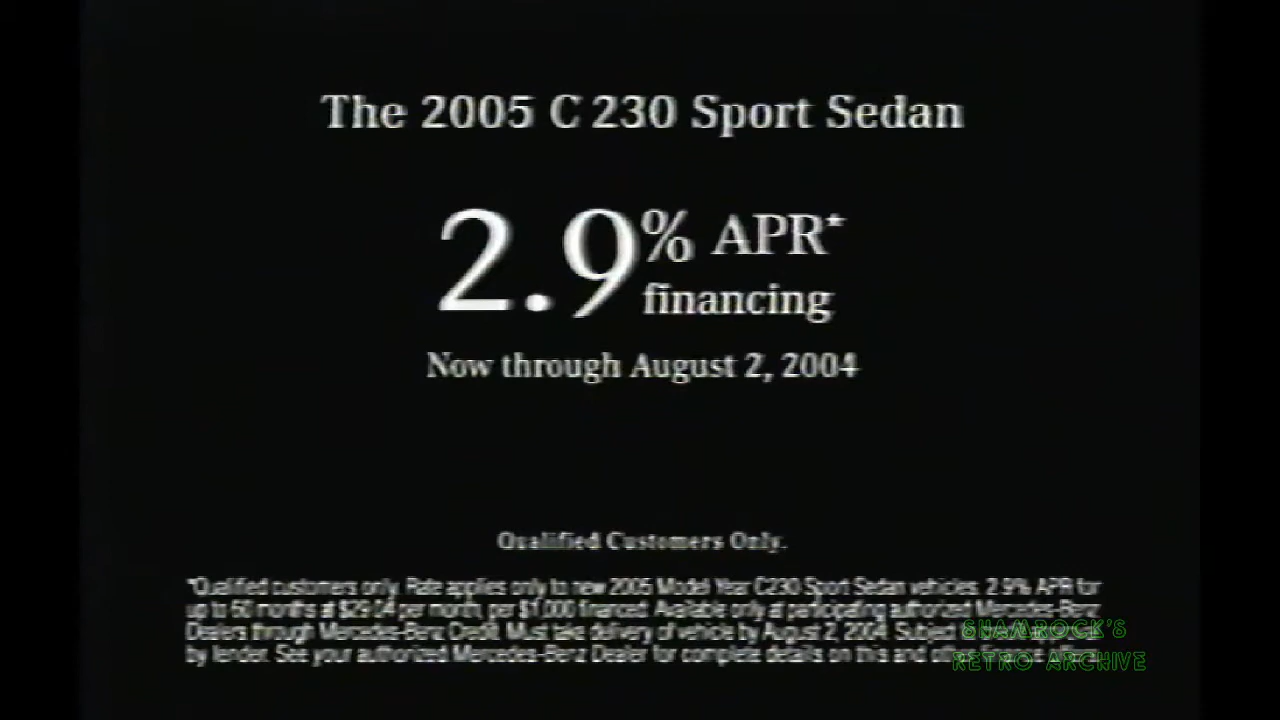 The 2005 C 230 Sport Sedan
2.9% APR*
financing
Now through August 2, 2004
Qualified Customers Only.
*Qualified customers only. Rate applies only to new 2005 Model-Year C230 Sport Sedan vehicles. 2.9% APR for
up to 60 months at $29.04 per month, per $1,000 financed. Available only at participating authorized Mercedes-Benz
Dealers through Mercedes-Benz Credit. Must take delivery of vehicle by August 2, 2004. Subject
by lender. See your authorized Mercedes-Benz Dealer for complete details on this and
SHAMROCK'S
RETRO ARCHIVE